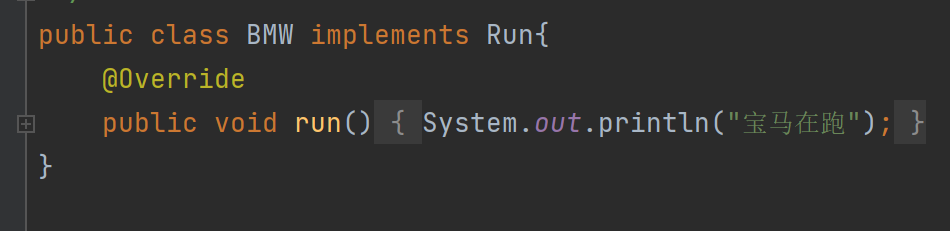 public class BMW implements Run{
@Override
public void run() { System.out.println("宝马在跑"); }
}